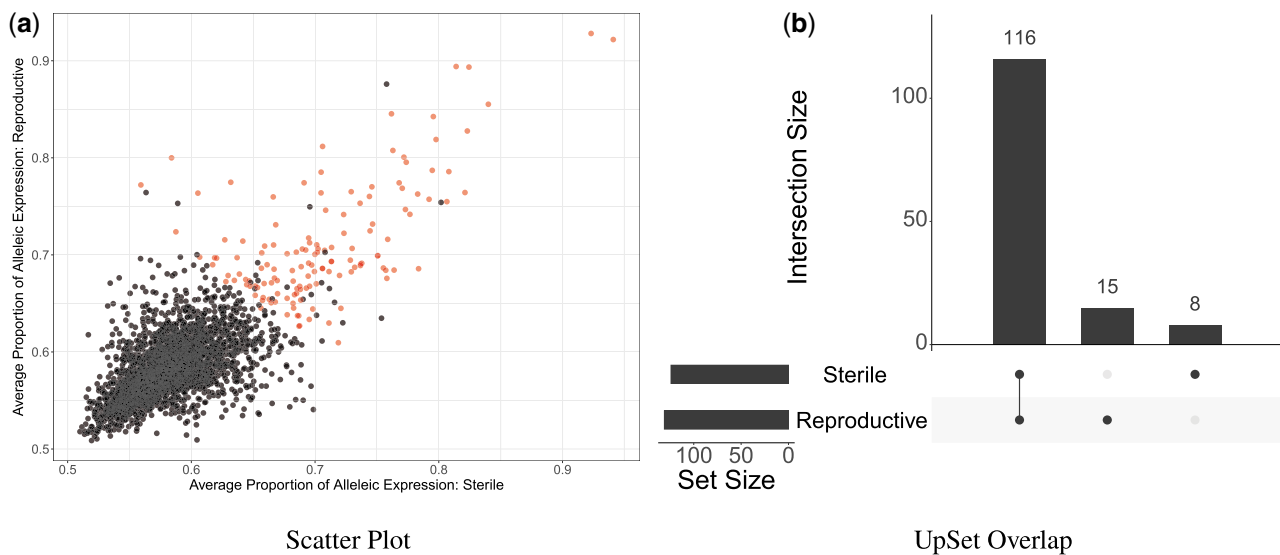 (a)
Average Proportion of Alleleic Expression: Reproductive
0.9
0.8
0.7
0.6
0.5
0.5 0.6 0.7 0.8 0.9
Average Proportion of Alleleic Expression: Sterile
Scatter Plot
(b)
Intersection Size
100
50
0
116
15
8
Sterile
Reproductive
100 50 0
Set Size
UpSet Overlap